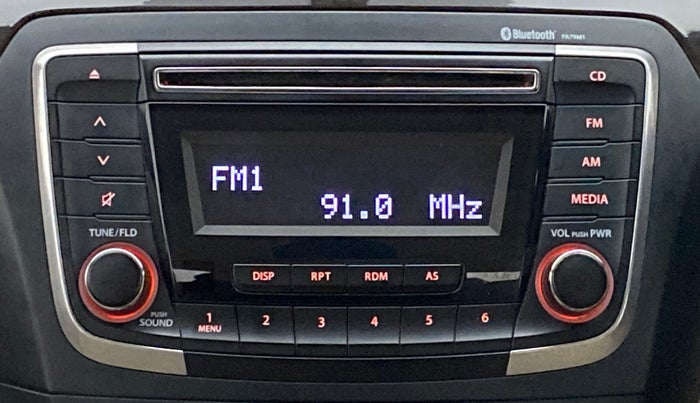 Bluetooth PA79M1
CD
FM
AM
MEDIA
FM1
91.0 MHz
TUNE/FLD
VOL PUSH PWR
DISP RPT RDM AS
PUSH
SOUND
1 2 3 4 5 6
MENU